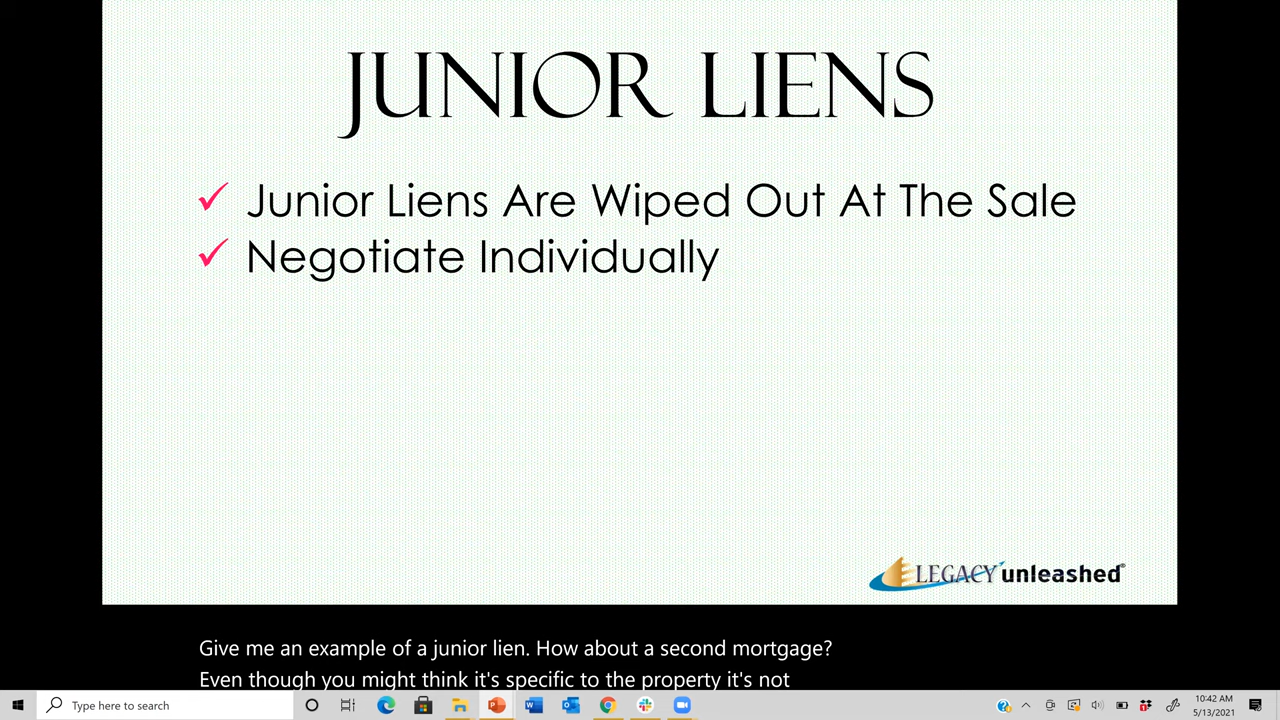 JUNIOR LIENS
Junior Liens Are Wiped Out At The Sale
Negotiate Individually
LEGACY unleashed®
Give me an example of a junior lien. How about a second mortgage?
Even though you might think it's specific to the property it's not
Type here to search
10:42 AM
5/13/2021